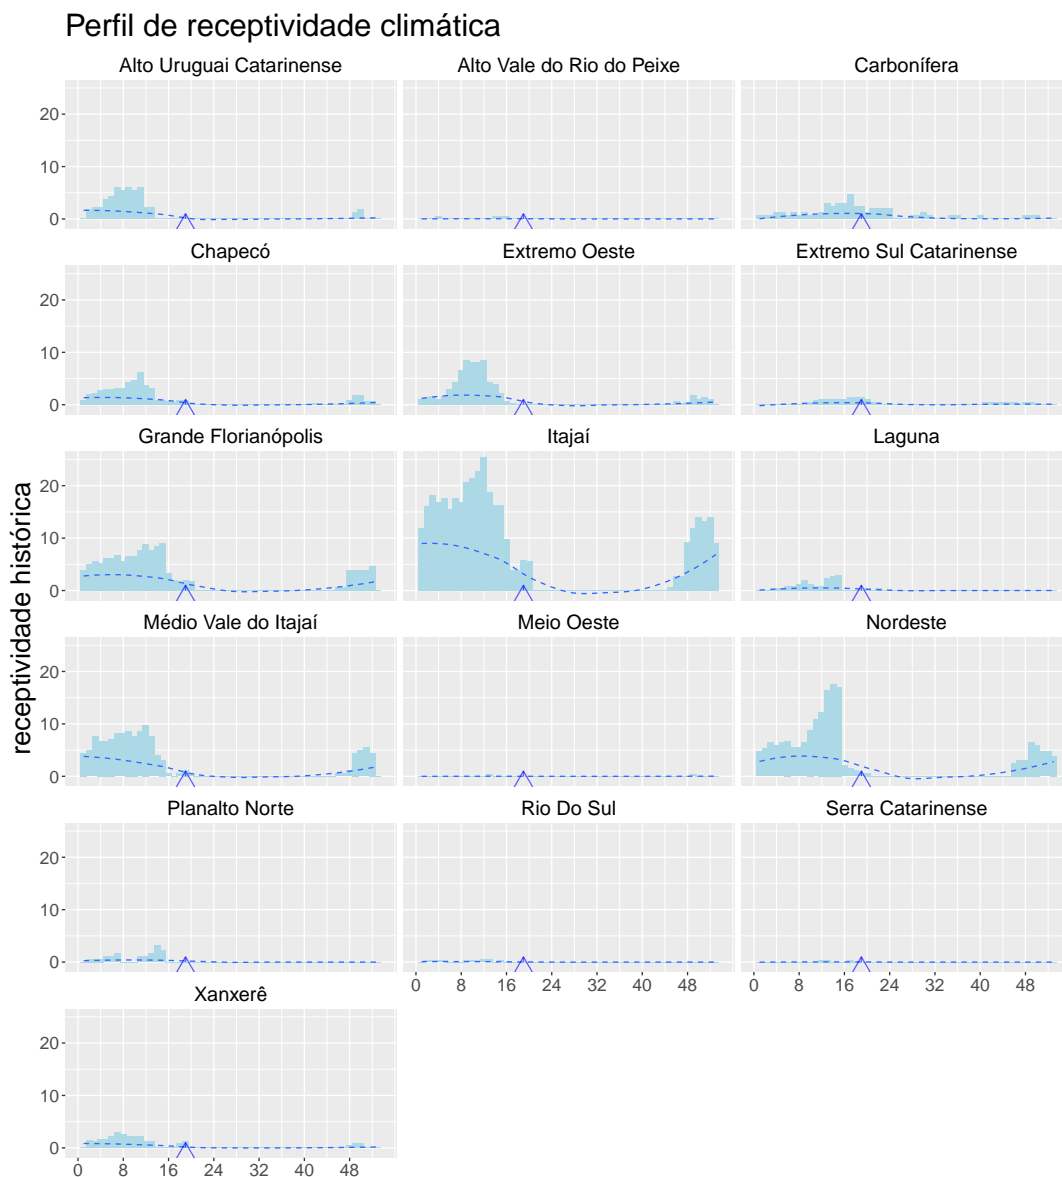 Perfil de receptividade climática
Alto Uruguai Catarinense
Alto Vale do Rio do Peixe
Carbonífera
20
10
0
Chapecó
Extremo Oeste
Extremo Sul Catarinense
20
10
0
Grande Florianópolis
Itajaí
Laguna
20
10
0
receptividade histórica
Médio Vale do Itajaí
Meio Oeste
Nordeste
20
10
0
Planalto Norte
Rio Do Sul
Serra Catarinense
20
10
0
0 8 16 24 32 40 48
0 8 16 24 32 40 48
Xanxerê
20
10
0
0 8 16 24 32 40 48